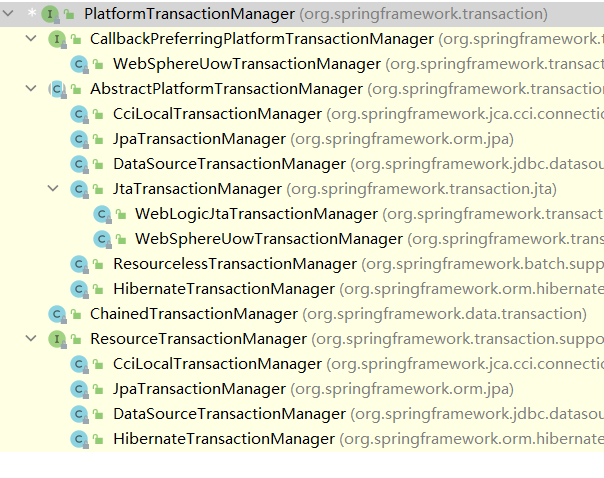 PlatformTransactionManager (org.springframework.transaction)
CallbackPreferringPlatformTransactionManager (org.springframework.t
WebSphereUowTransactionManager (org.springframework.transact
AbstractPlatformTransactionManager (org.springframework.transaction
CciLocalTransactionManager (org.springframework.jca.cci.connectio
JpaTransactionManager (org.springframework.orm.jpa)
DataSourceTransactionManager (org.springframework.jdbc.datasou
JtaTransactionManager (org.springframework.transaction.jta)
WebLogicJtaTransactionManager (org.springframework.transact
WebSphereUowTransactionManager (org.springframework.trans
ResourcelessTransactionManager (org.springframework.batch.supp
HibernateTransactionManager (org.springframework.orm.hibernate
ChainedTransactionManager (org.springframework.data.transaction)
ResourceTransactionManager (org.springframework.transaction.suppo
CciLocalTransactionManager (org.springframework.jca.cci.connectio
JpaTransactionManager (org.springframework.orm.jpa)
DataSourceTransactionManager (org.springframework.jdbc.datasou
HibernateTransactionManager (org.springframework.orm.hibernate